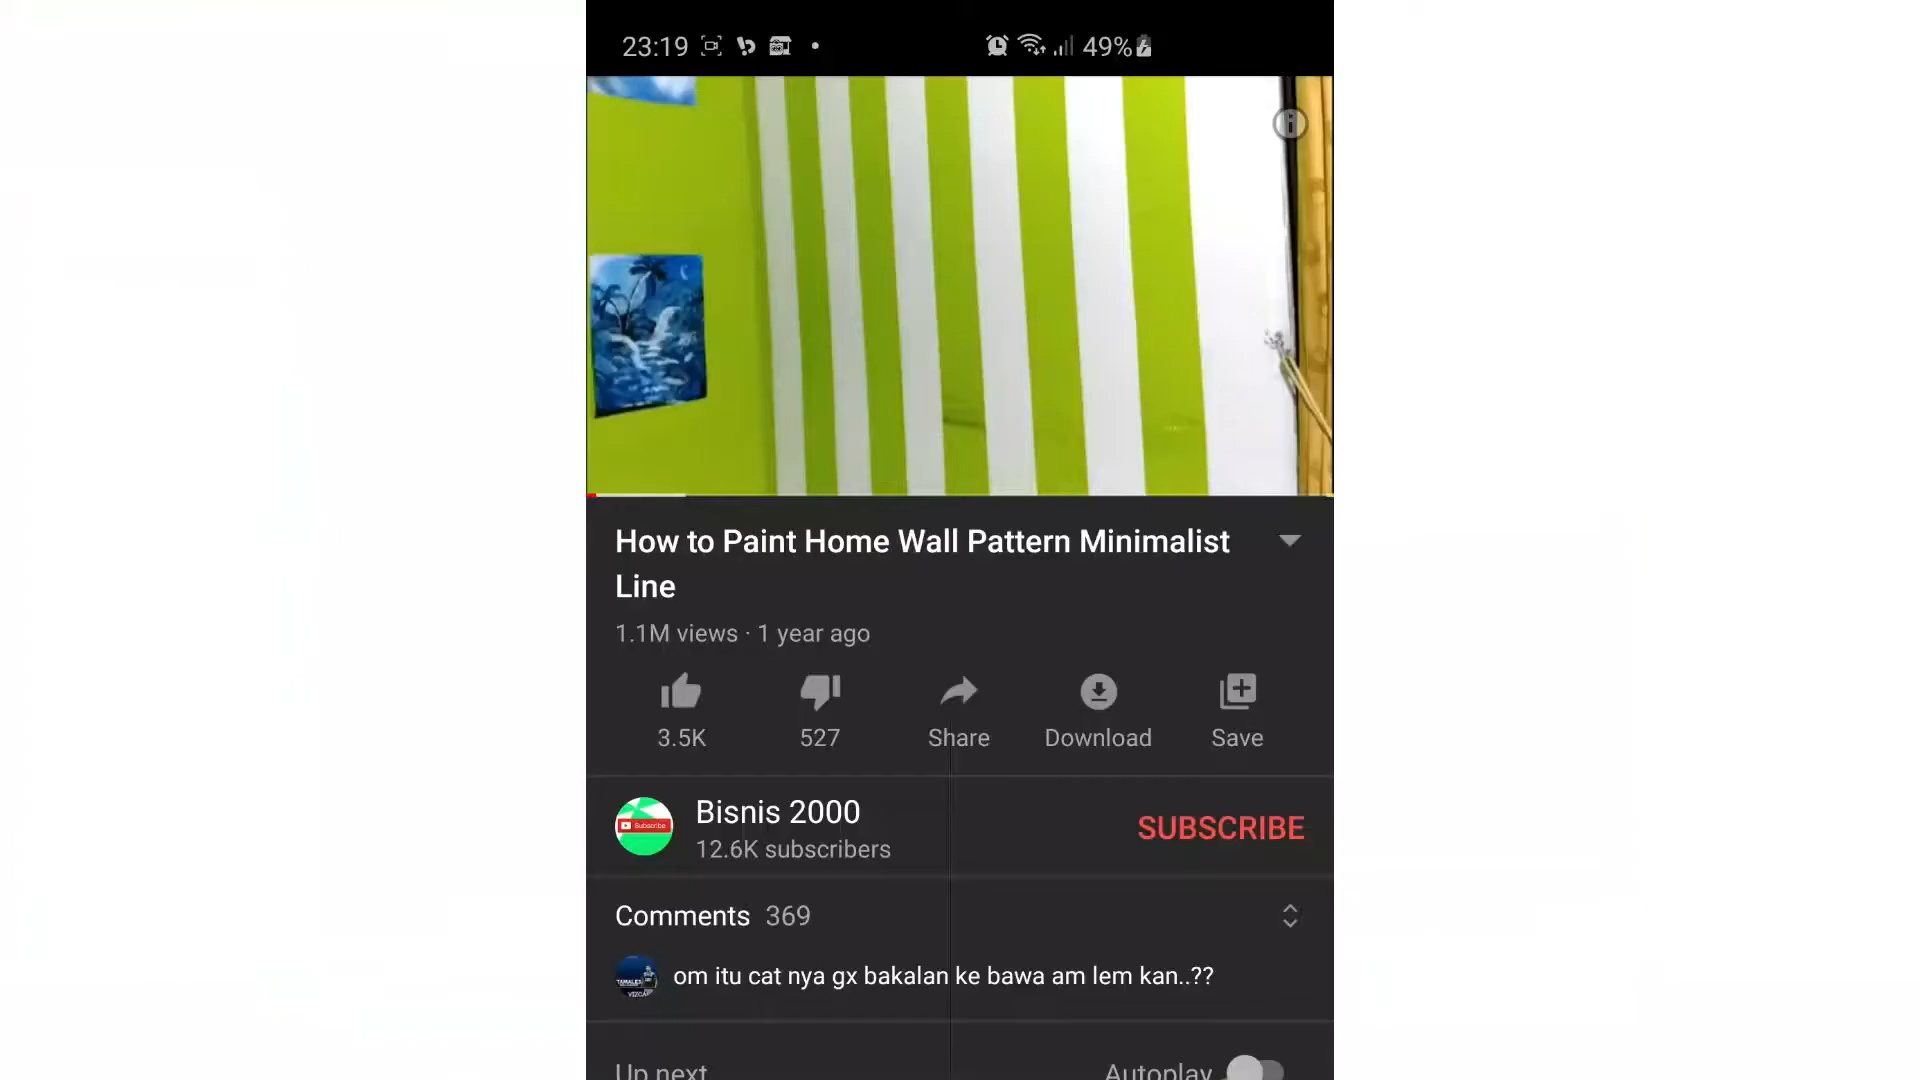 23:19 49%
How to Paint Home Wall Pattern Minimalist
Line
1.1M views · 1 year ago
3.5K 527 Share Download Save
Bisnis 2000
12.6K subscribers
Subscribe
SUBSCRIBE
Comments 369
om itu cat nya gx bakalan ke bawa am lem kan..??
Up next Autoplay